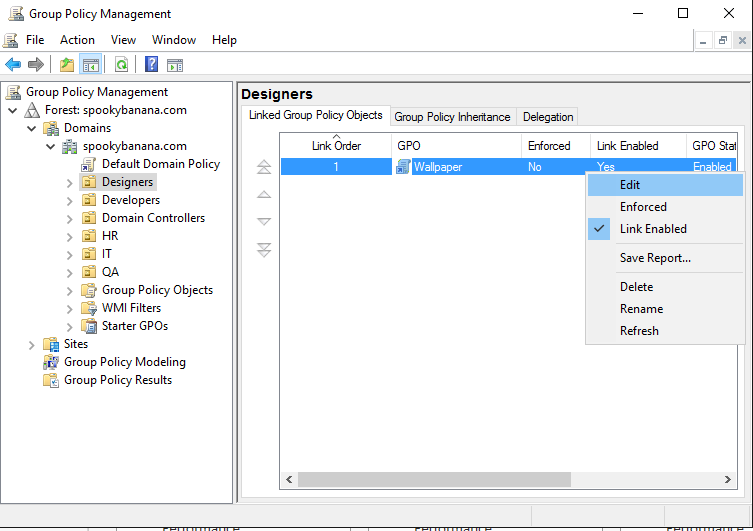 Group Policy Management
File Action View Window Help
Group Policy Management
Forest: spookybanana.com
Domains
spookybanana.com
Default Domain Policy
Designers
Developers
Domain Controllers
HR
IT
QA
Group Policy Objects
WMI Filters
Starter GPOs
Sites
Group Policy Modeling
Group Policy Results
Designers
Linked Group Policy Objects Group Policy Inheritance Delegation
Link Order GPO Enforced Link Enabled GPO Stat
1 Wallpaper No Yes Enabled
Edit
Enforced
Link Enabled
Save Report...
Delete
Rename
Refresh